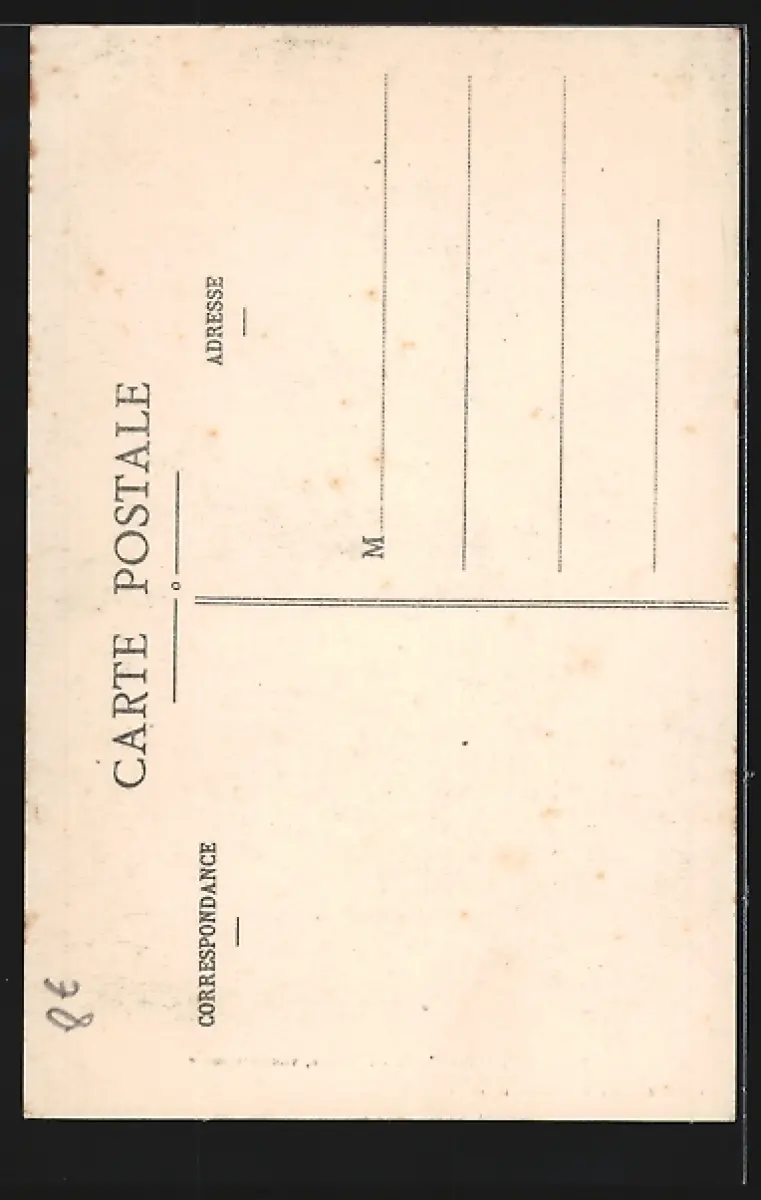 8€
CARTE POSTALE
CORRESPONDANCE
ADRESSE
M